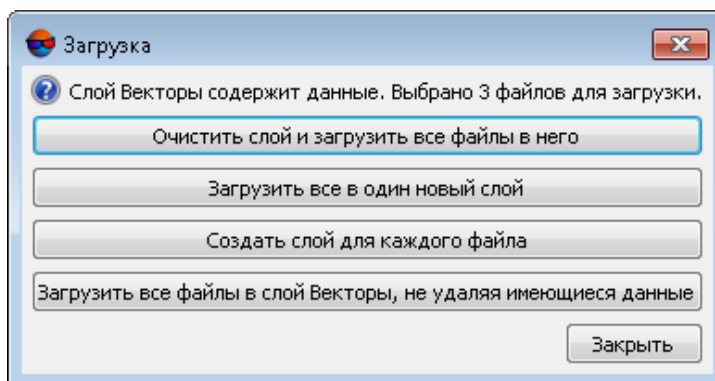 Загрузка
Слой Векторы содержит данные. Выбрано 3 файлов для загрузки.
Очистить слой и загрузить все файлы в него
Загрузить все в один новый слой
Создать слой для каждого файла
Загрузить все файлы в слой Векторы, не удаляя имеющиеся данные
Закрыть